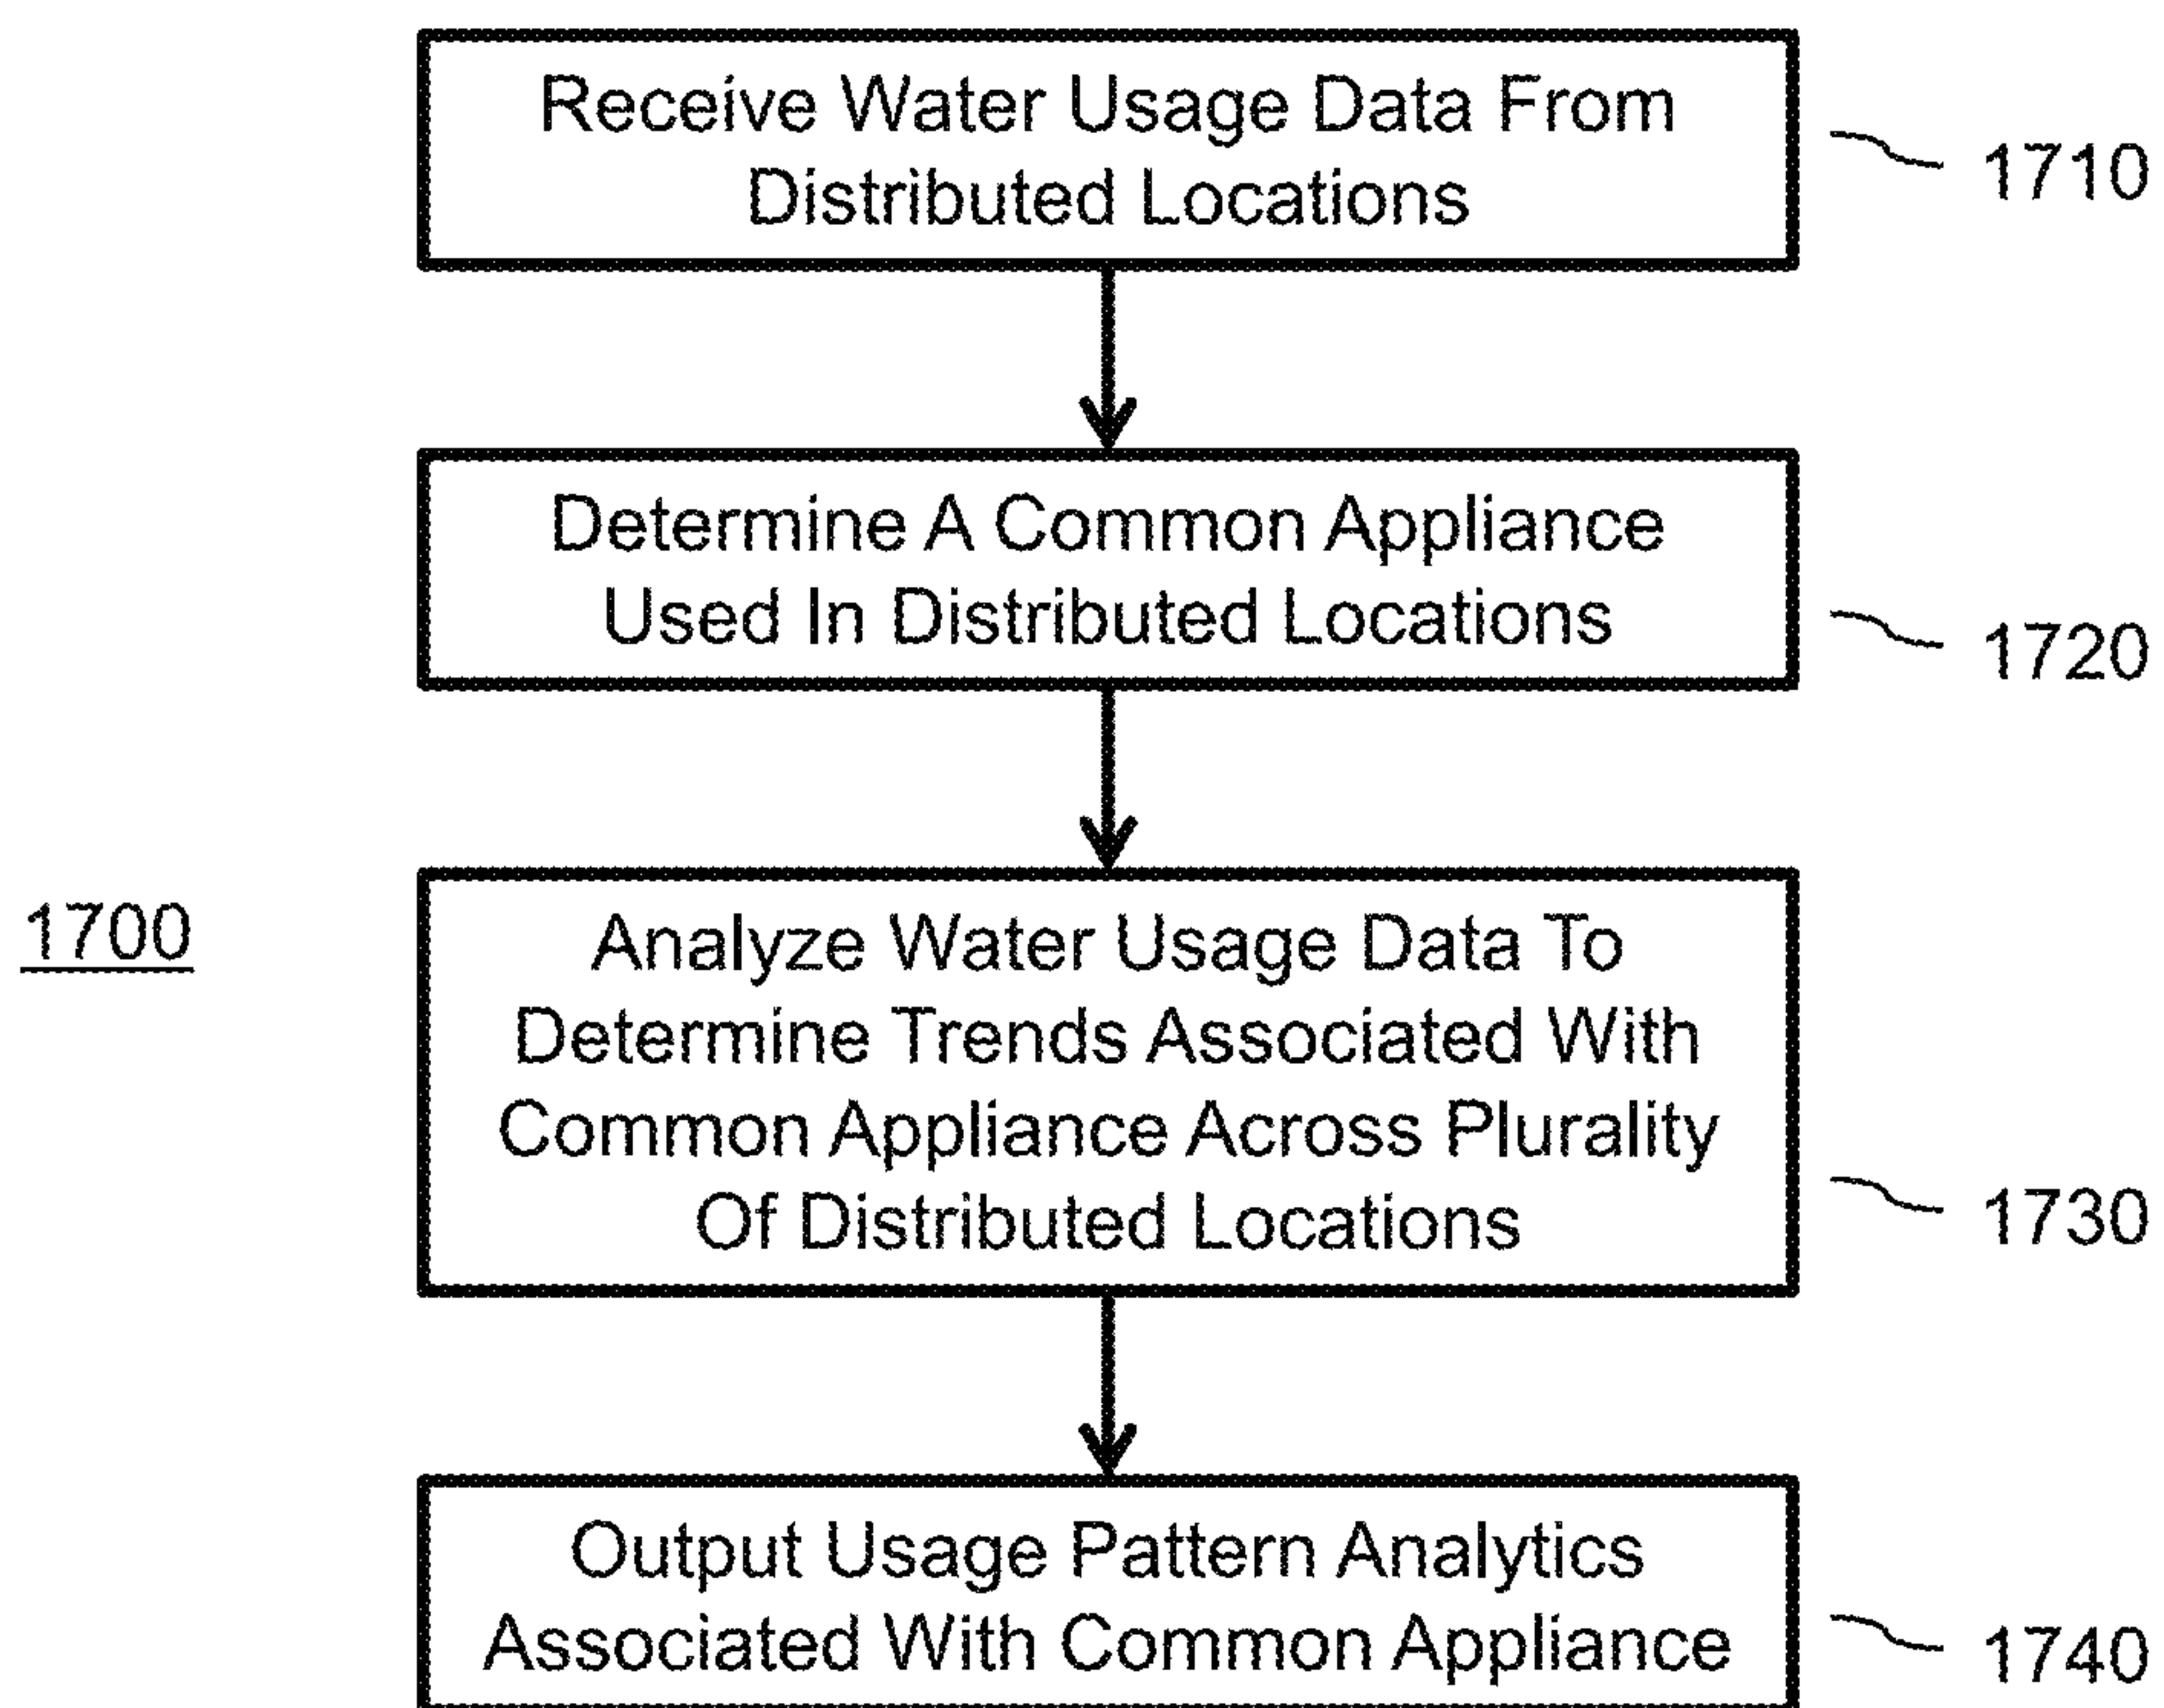 Receive Water Usage Data From
Distributed Locations
1710
Determine A Common Appliance
Used In Distributed Locations
1720
1700
Analyze Water Usage Data To
Determine Trends Associated With
Common Appliance Across Plurality
Of Distributed Locations
1730
Output Usage Pattern Analytics
Associated With Common Appliance
1740